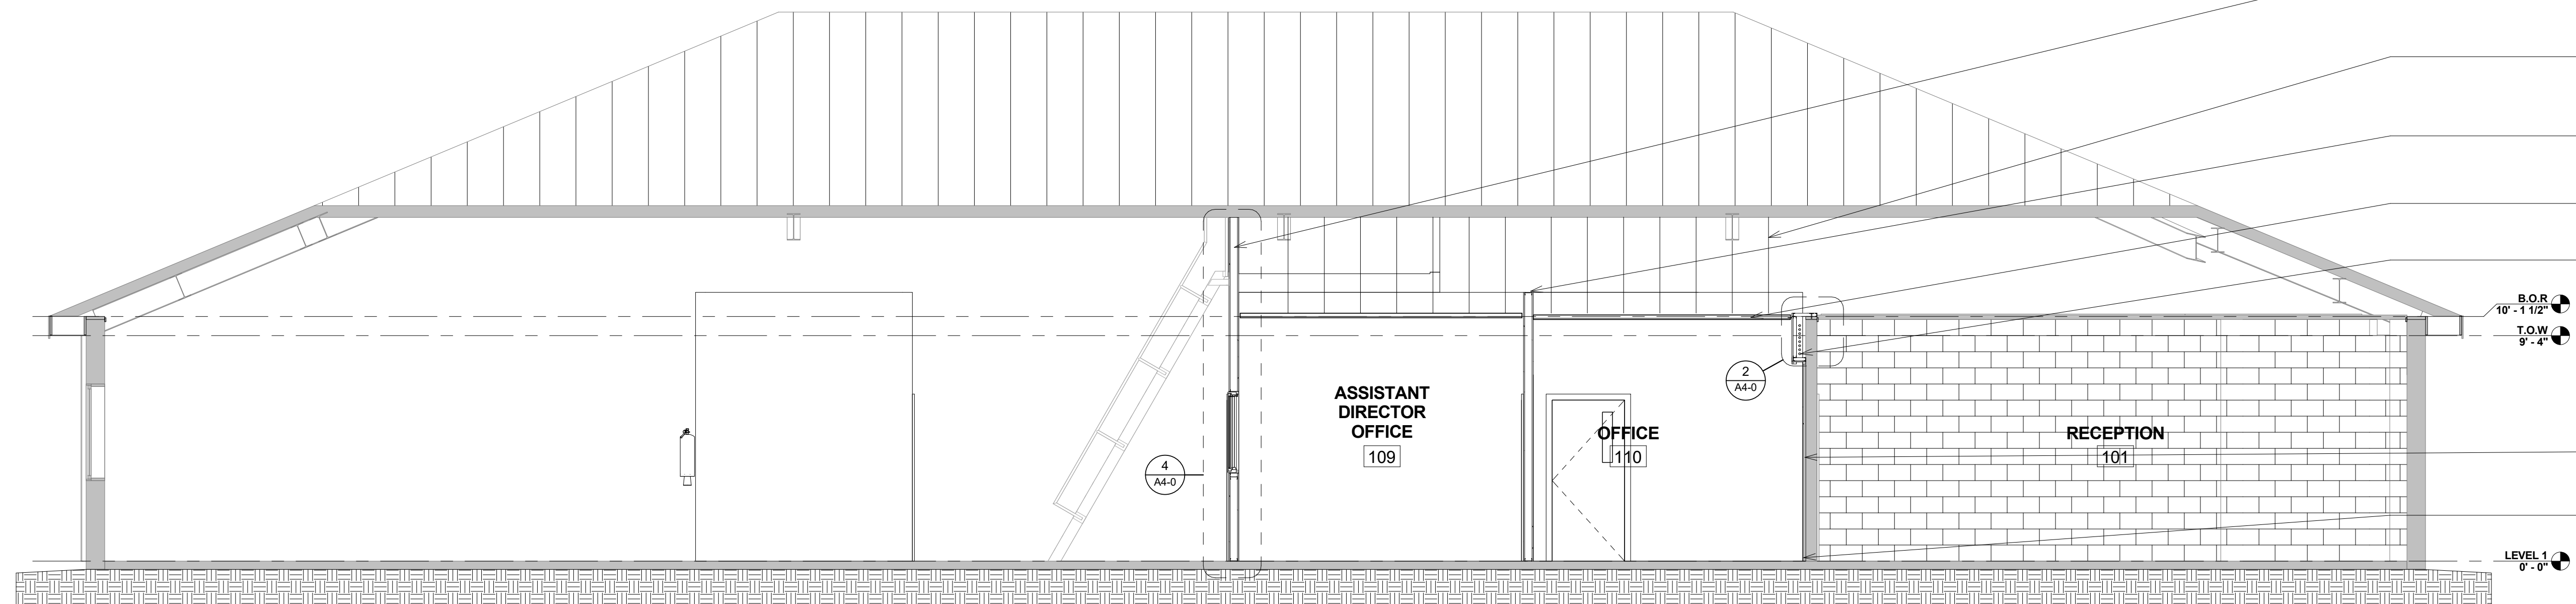 B.O.R
10' - 1 1/2"
T.O.W
9' - 4"
2
A4-0
ASSISTANT
DIRECTOR
OFFICE
109
OFFICE
110
RECEPTION
101
4
A4-0
LEVEL 1
0' - 0"